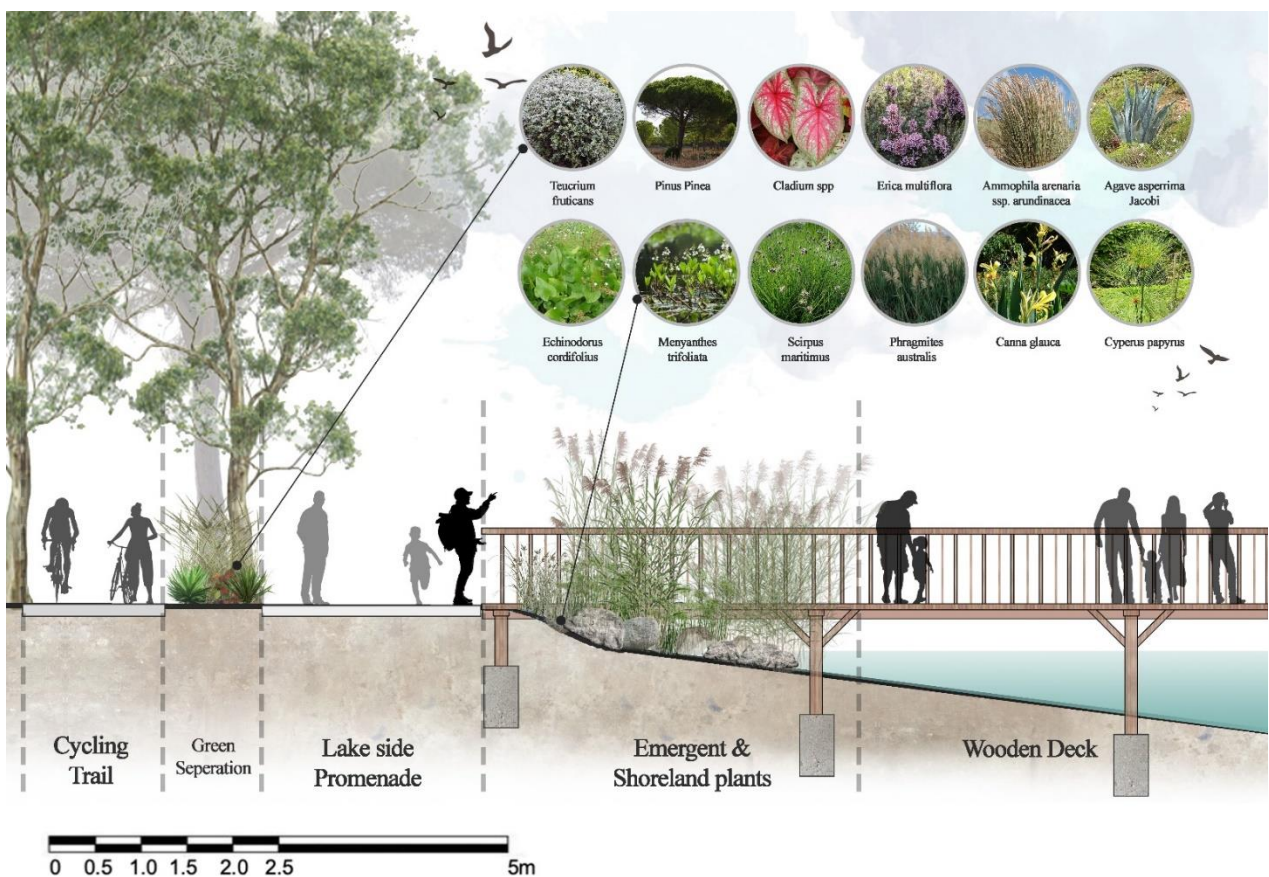 Teucrium
fruticans
Pinus Pinea
Cladium spp
Erica multiflora
Ammophila arenaria
ssp. arundinacea
Agave asperrima
Jacobi
Echinodorus
cordifolius
Menyanthes
trifoliata
Scirpus
maritimus
Phragmites
australis
Canna glauca
Cyperus papyrus
Cycling
Trail
Green
Seperation
Lake side
Promenade
Emergent &
Shoreland plants
Wooden Deck
0 0.5 1.0 1.5 2.0 2.5 5m